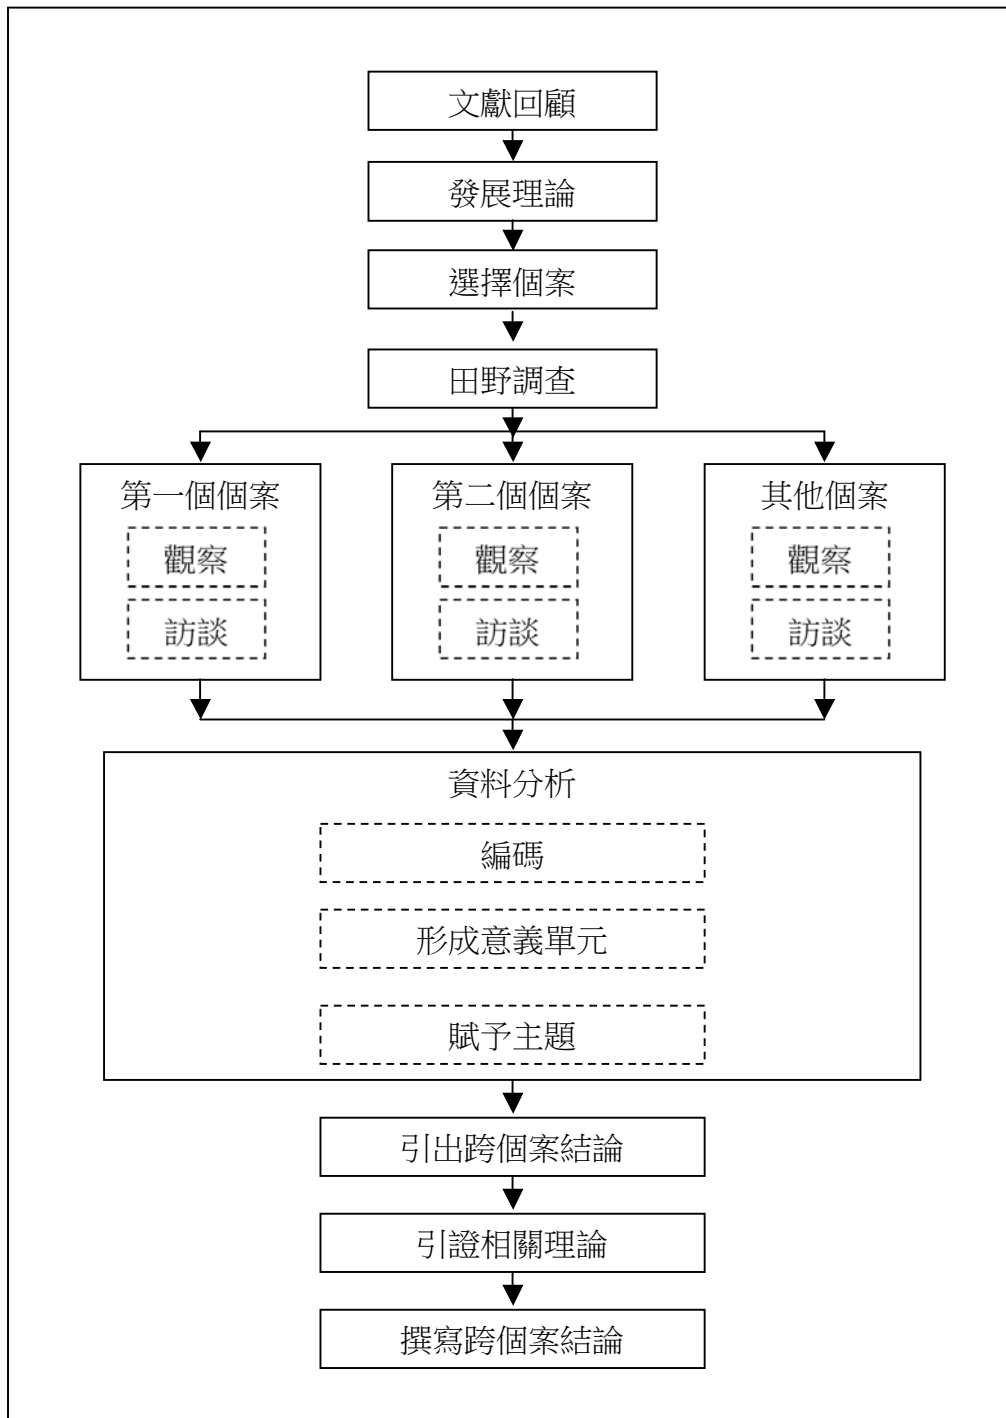 文獻回顧
發展理論
選擇個案
田野調查
第一個個案
觀察
訪談
第二個個案
觀察
訪談
其他個案
觀察
訪談
資料分析
編碼
形成意義單元
賦予主題
引出跨個案結論
引證相關理論
撰寫跨個案結論